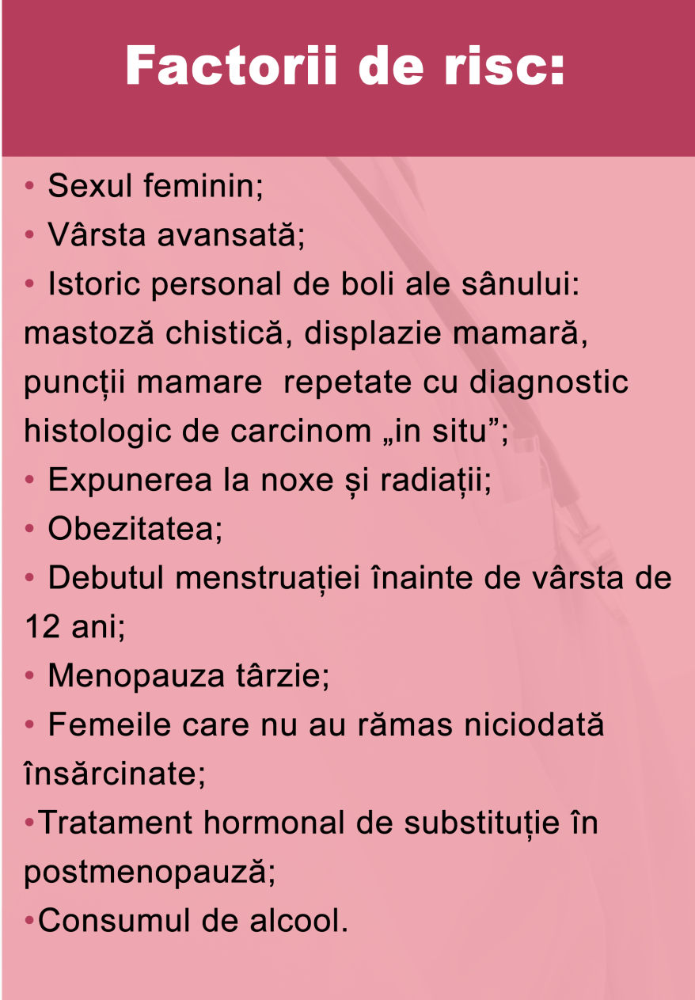 Factorii de risc:
• Sexul feminin;
• Vârsta avansată;
• Istoric personal de boli ale sânului:
mastoză chistică, displazie mamară,
puncții mamare  repetate cu diagnostic
histologic de carcinom „in situ”;
• Expunerea la noxe și radiații;
• Obezitatea;
• Debutul menstruației înainte de vârsta de
12 ani;
• Menopauza târzie;
• Femeile care nu au rămas niciodată
însărcinate;
•Tratament hormonal de substituție în
postmenopauză;
•Consumul de alcool.